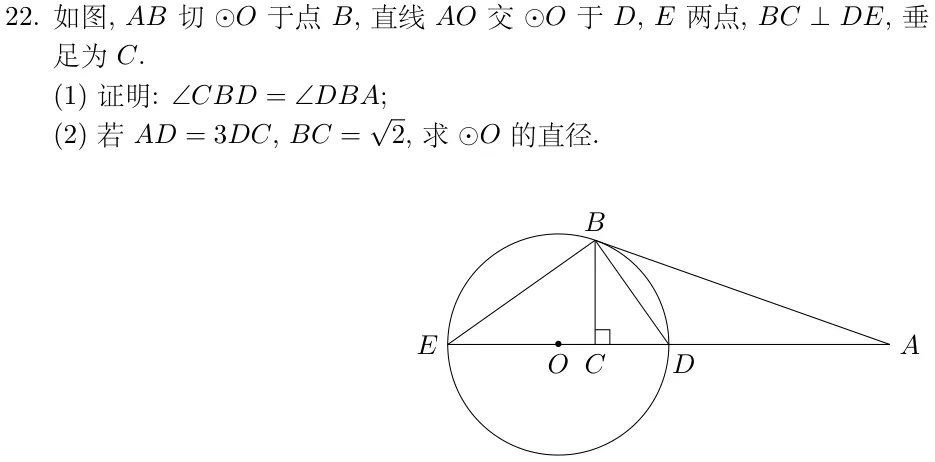 22. 如图, AB 切 ⊙O 于点 B, 直线 AO 交 ⊙O 于 D, E 两点, BC ⊥ DE, 垂
足为 C.
(1) 证明: ∠CBD = ∠DBA;
(2) 若 AD = 3DC, BC = √2, 求 ⊙O 的直径.
B
E
O
C
D
A